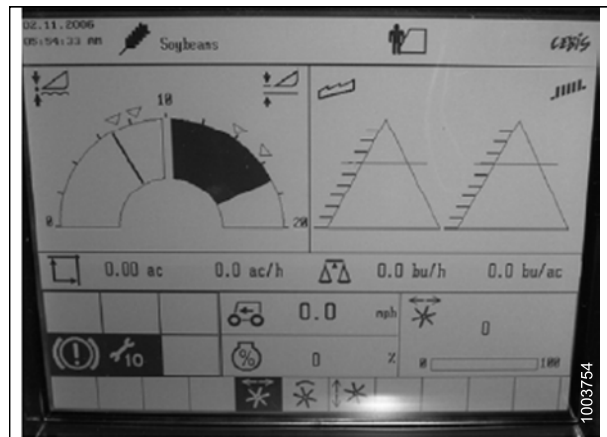 02.11.2006
05:54:33 AM
Soybeans
CEBIS
10
0
20
0.00 ac
0.0 ac/h
0.0 bu/h
0.0 bu/ac
0.0 mph
0
10
0 %
0
100
1003754